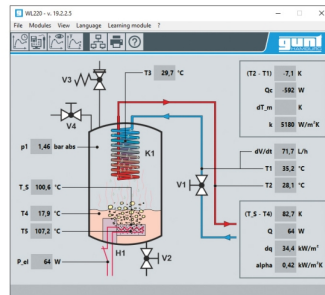 WL220 - v. 19.2.2.5
File Modules View Language Learning module ?
gunt
V3
T3 29,7 °C
V4
K1
p1 1,46 bar abs
T_S 100,6 °C
T4 17,9 °C
T5 107,2 °C
P_el 64 W
H1
V2
V1
(T2 - T1) -7,1 K
Qc -592 W
dT_m K
k 5180 W/m²K
dV/dt 71,7 L/h
T1 35,2 °C
T2 28,1 °C
(T_S - T4) 82,7 K
Q 64 W
dq 34,4 kW/m²
alpha 0,42 kW/m²K